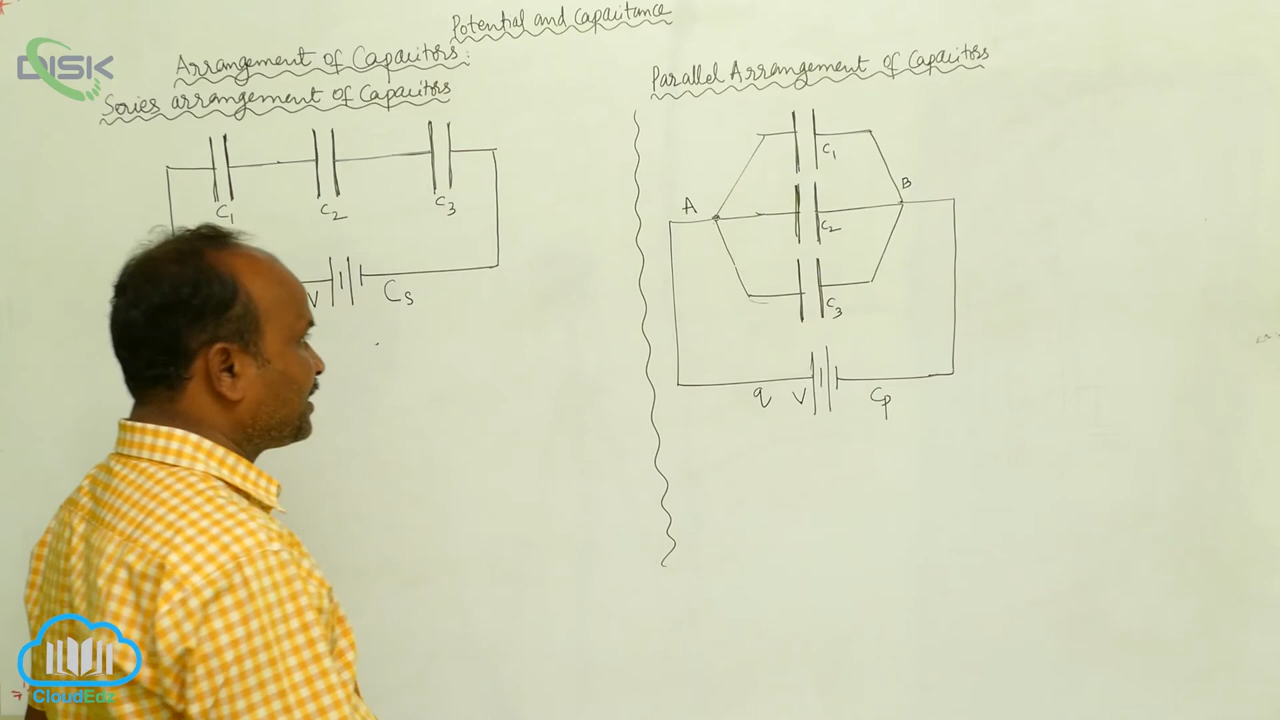 Potential and Capacitance
DISK
Arrangement of Capacitors:
Series arrangement of Capacitors
C1
C2
C3
V
Cs
Parallel Arrangement of Capacitors
C1
A
B
C2
C3
q V
Cp
CloudEdz